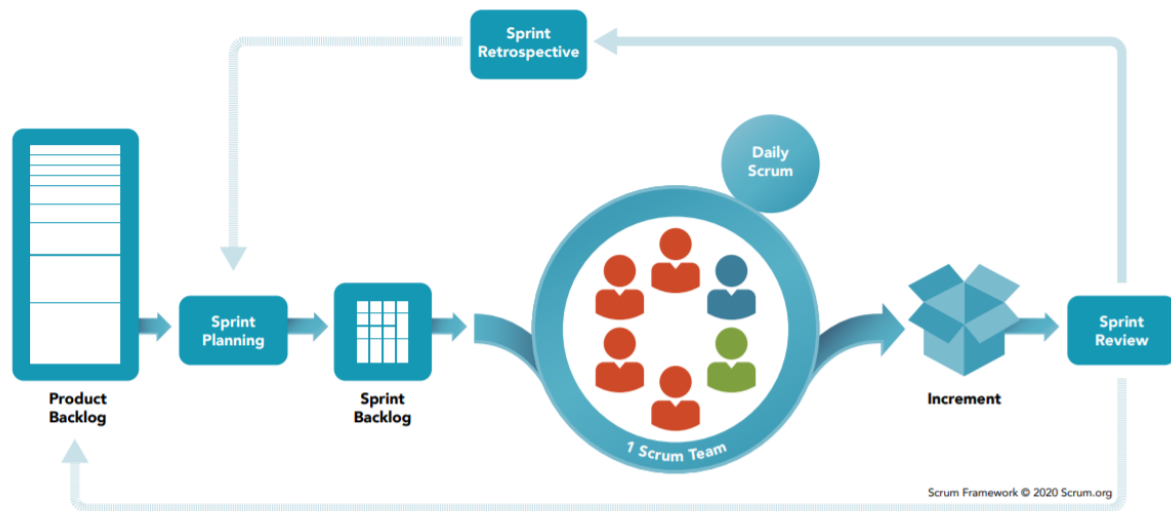 Sprint
Retrospective
Daily
Scrum
Sprint
Planning
Sprint
Review
Product
Backlog
Sprint
Backlog
Increment
1 Scrum Team
Scrum Framework © 2020 Scrum.org